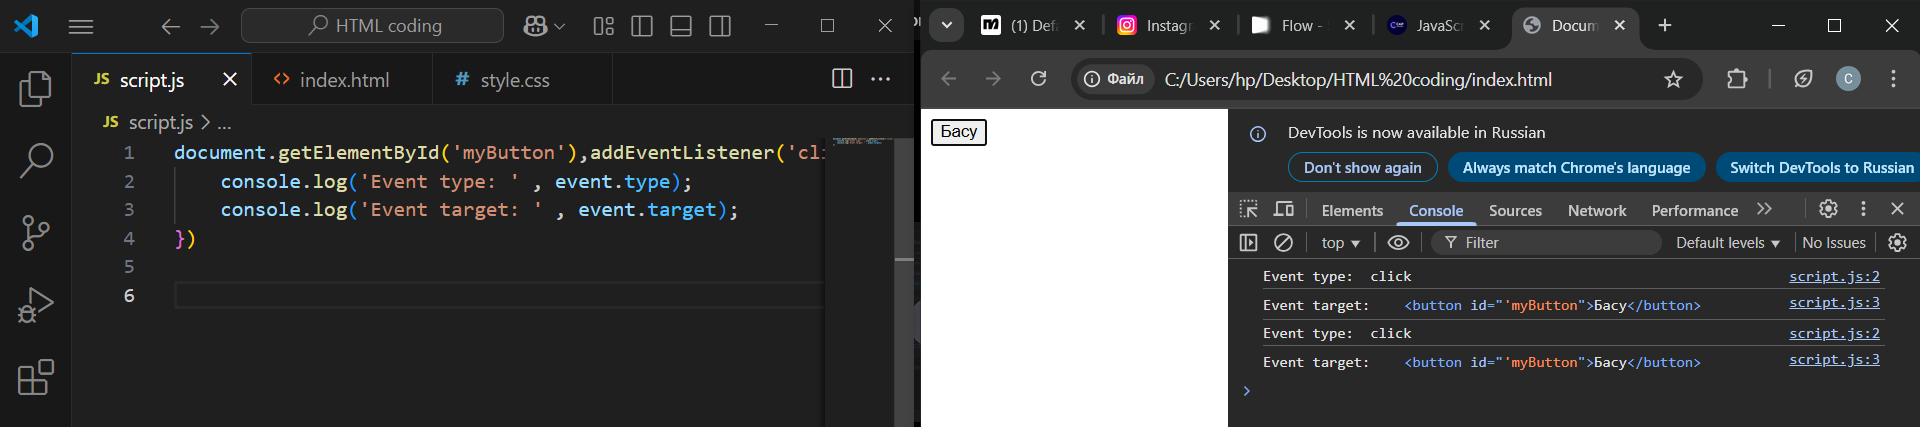 HTML coding
JS script.js
<> index.html
# style.css
JS script.js > ...
1 document.getElementById('myButton'),addEventListener('cli
2 console.log('Event type: ' , event.type);
3 console.log('Event target: ' , event.target);
4 })
5
6
(1) Defa
Instagr
Flow -
JavaScr
Docum
Файл C:/Users/hp/Desktop/HTML%20coding/index.html
C
Басу
DevTools is now available in Russian
Don't show again Always match Chrome's language Switch DevTools to Russian
Elements Console Sources Network Performance
top Filter Default levels No Issues
Event type:  click script.js:2
Event target: <button id="'myButton">Басу</button> script.js:3
Event type:  click script.js:2
Event target: <button id="'myButton">Басу</button> script.js:3